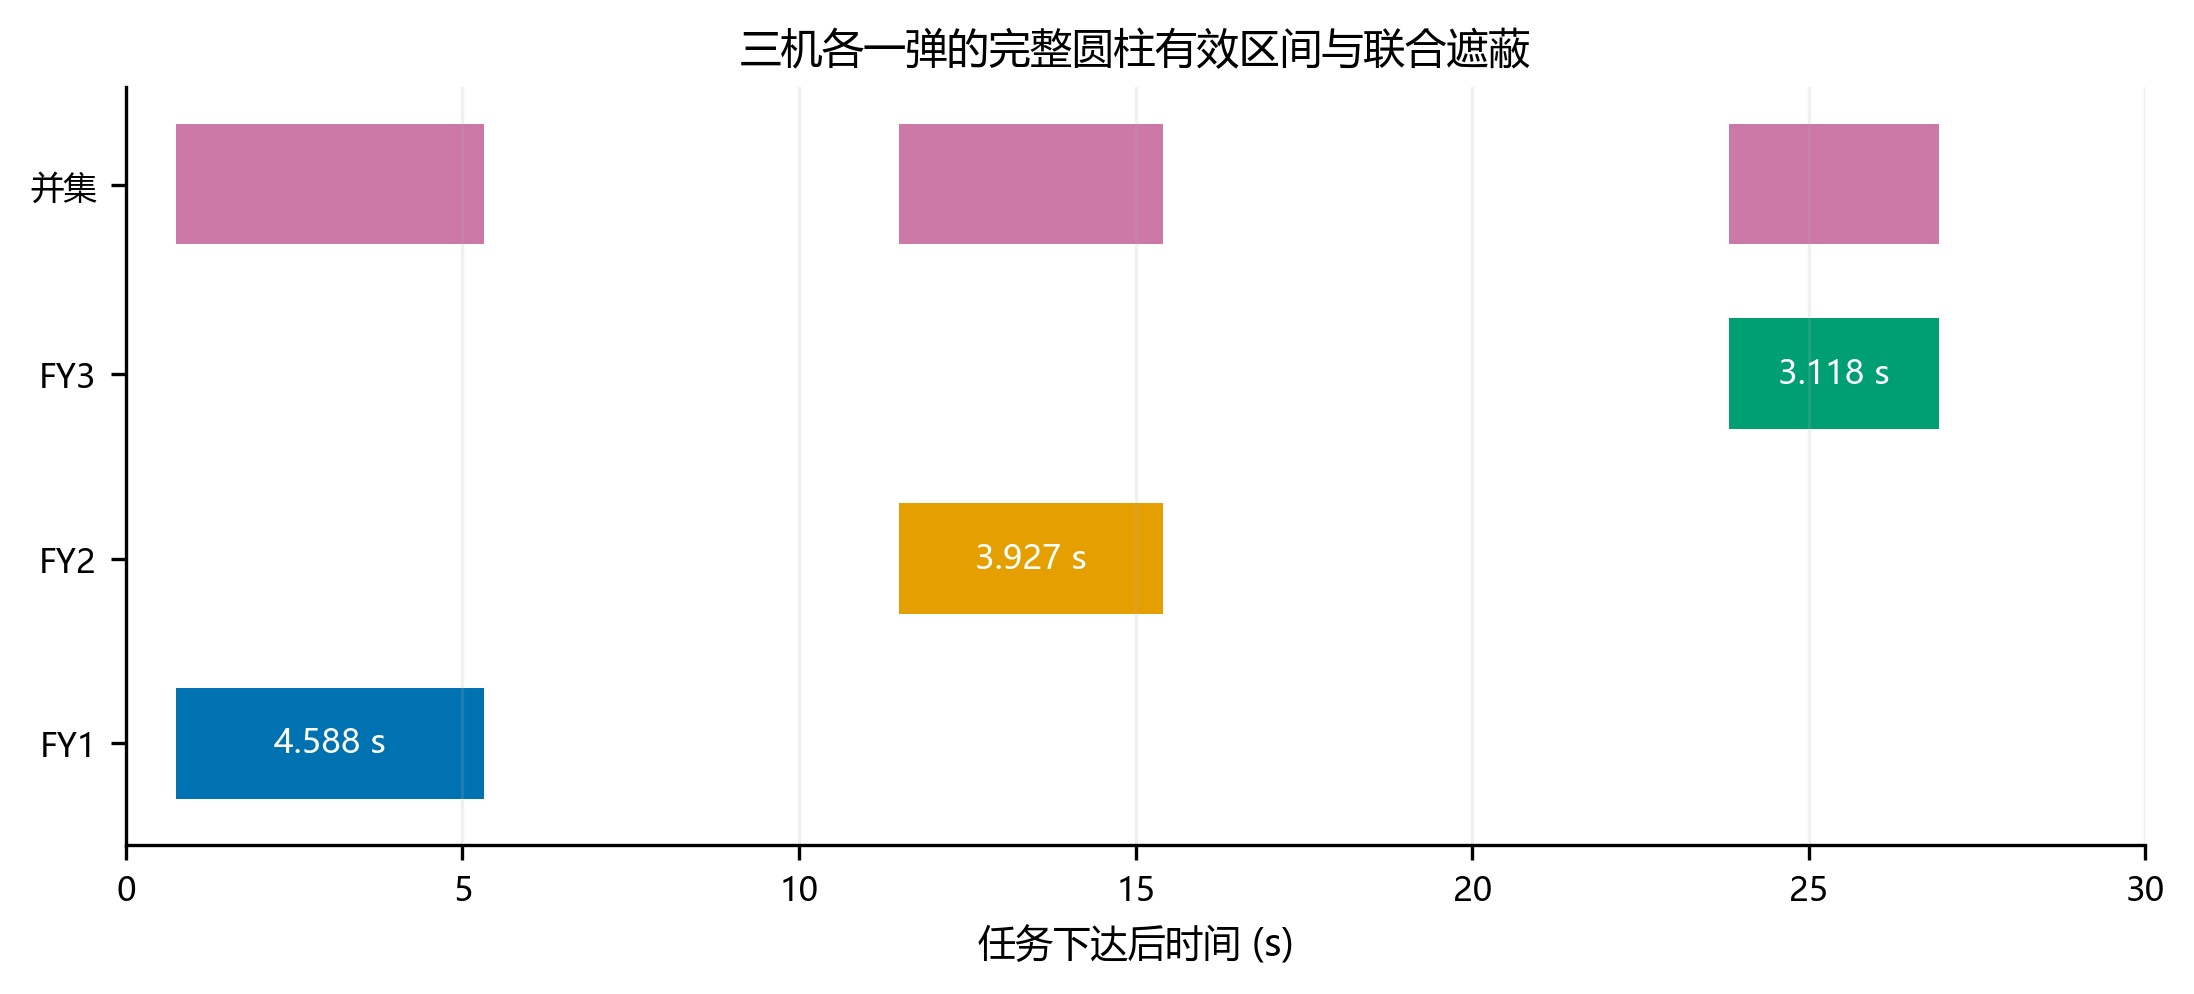 三机各一弹的完整圆柱有效区间与联合遮蔽
并集
FY3
3.118 s
FY2
3.927 s
FY1
4.588 s
0 5 10 15 20 25 30
任务下达后时间 (s)